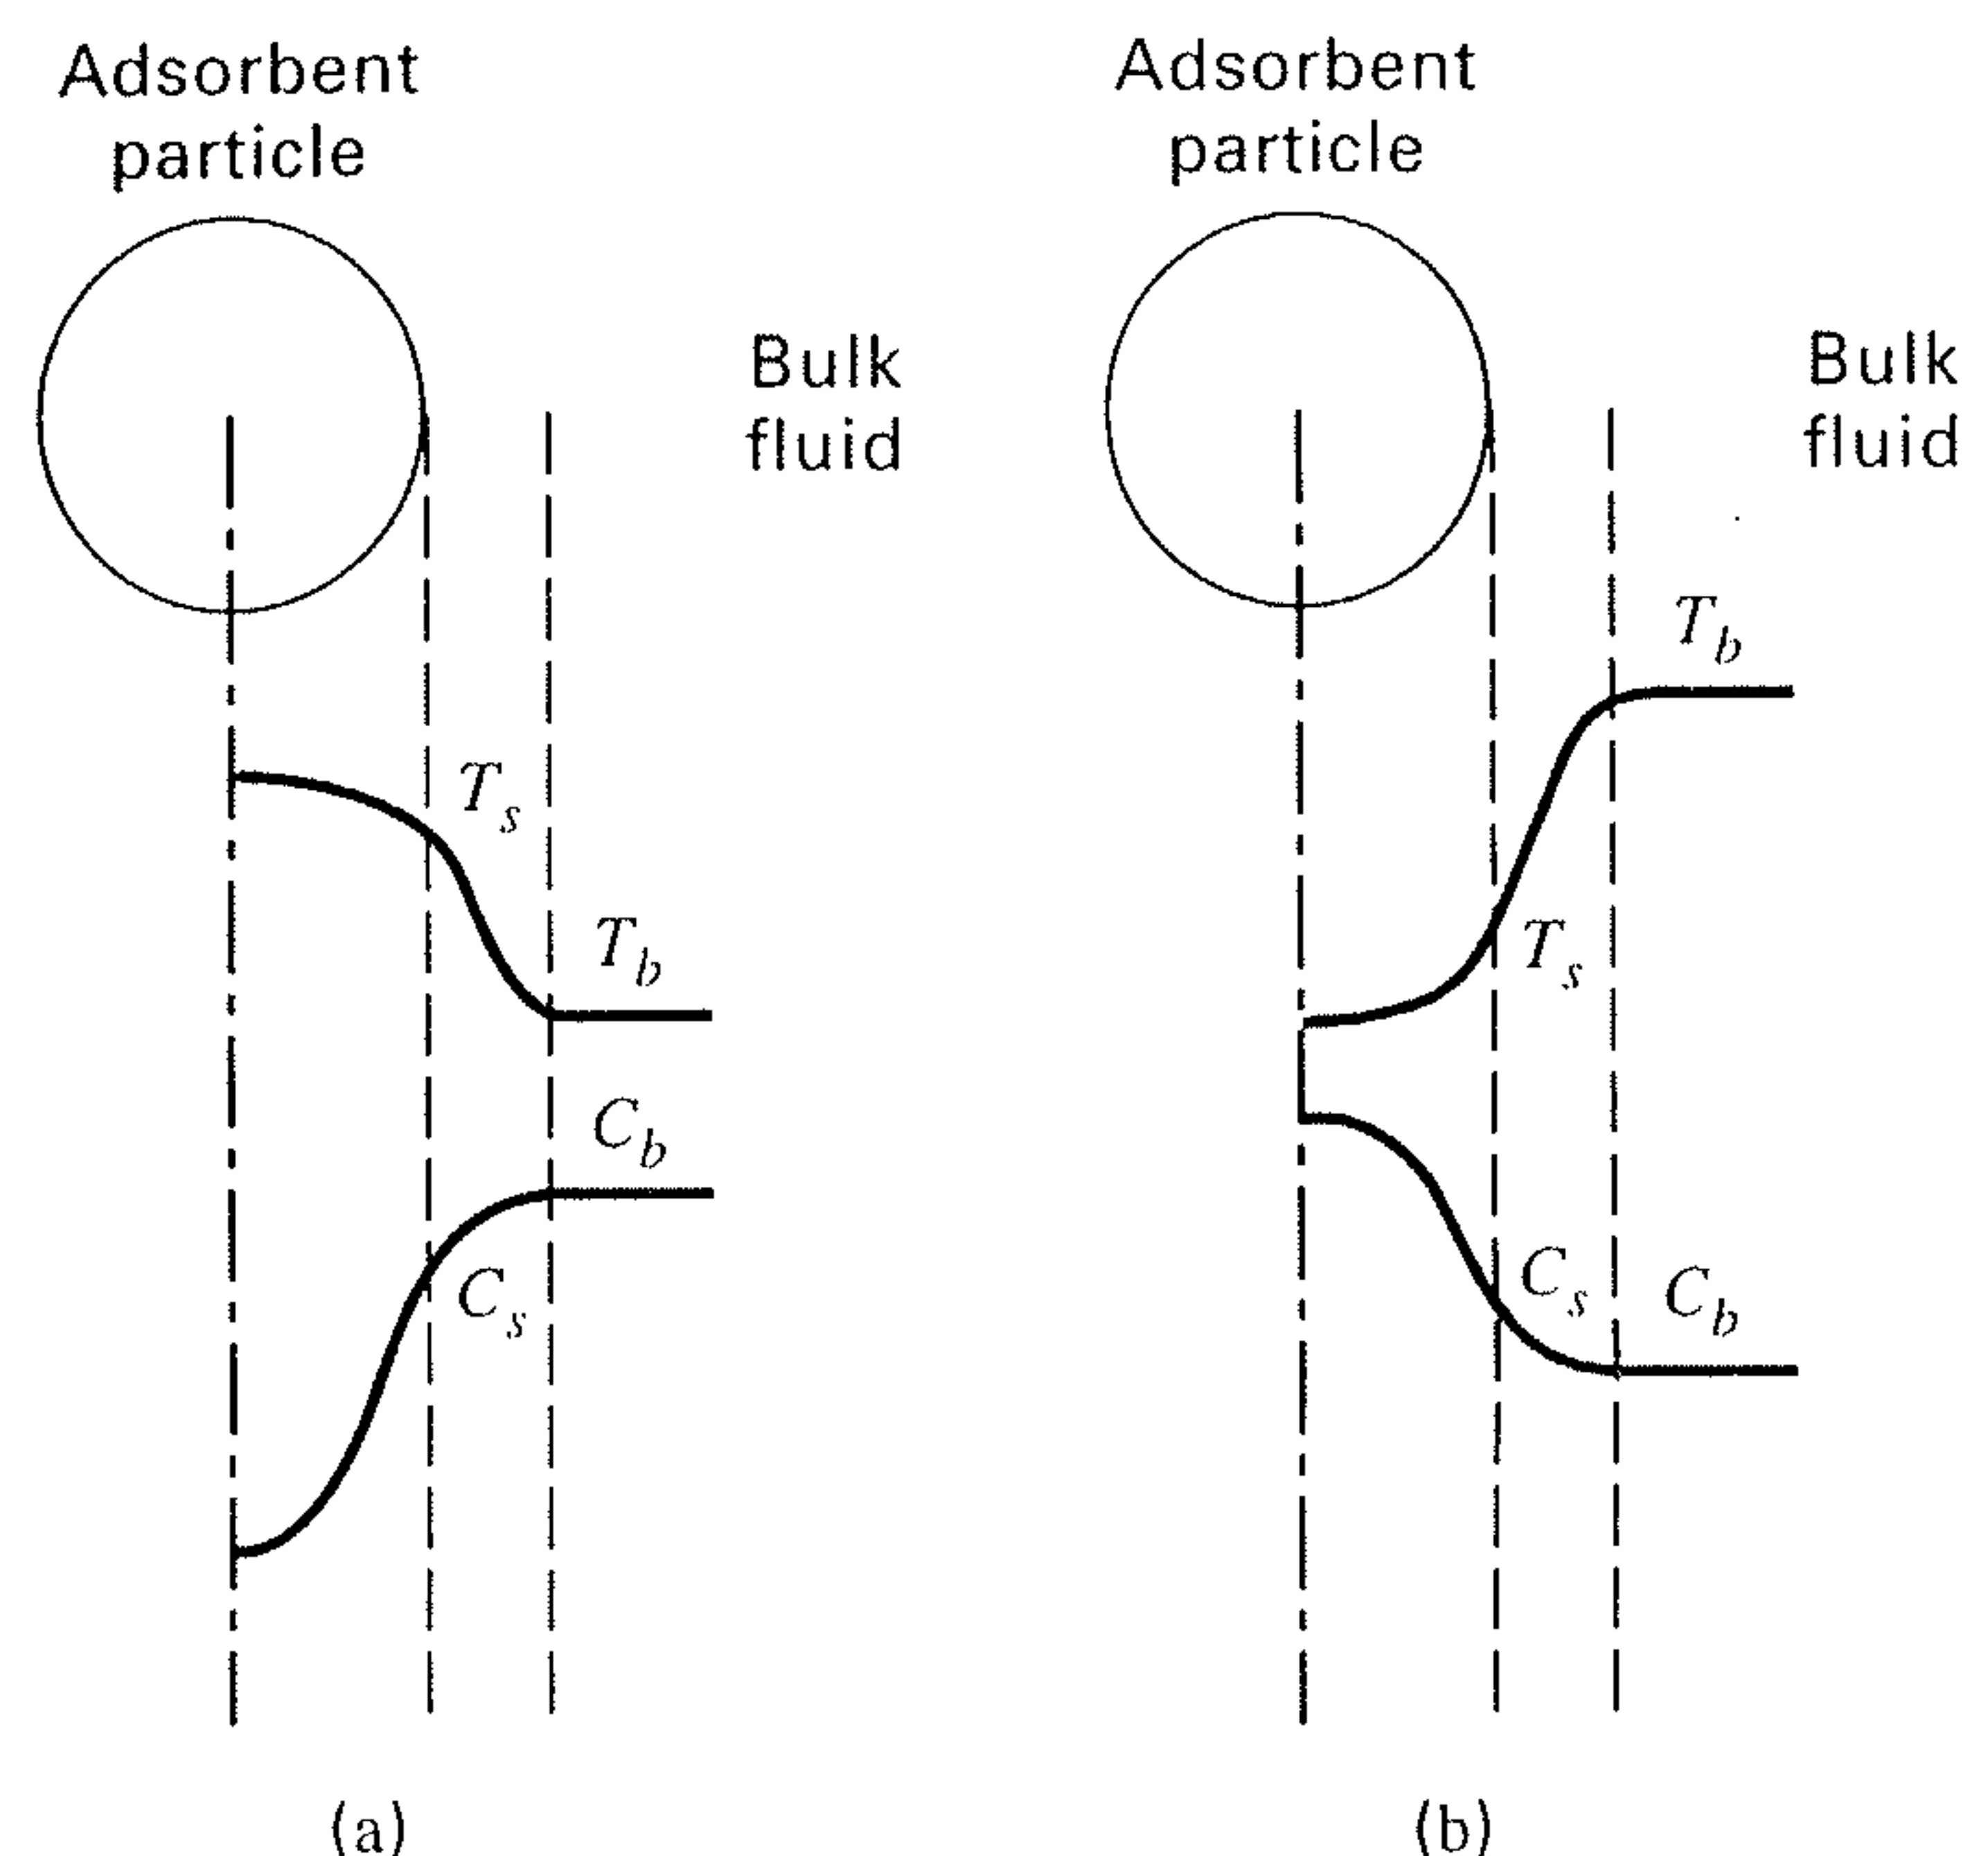 Adsorbent
particle
Bulk
fluid
T_s
T_b
C_b
C_s
(a)
Adsorbent
particle
Bulk
fluid
T_b
T_s
C_s
C_b
(b)